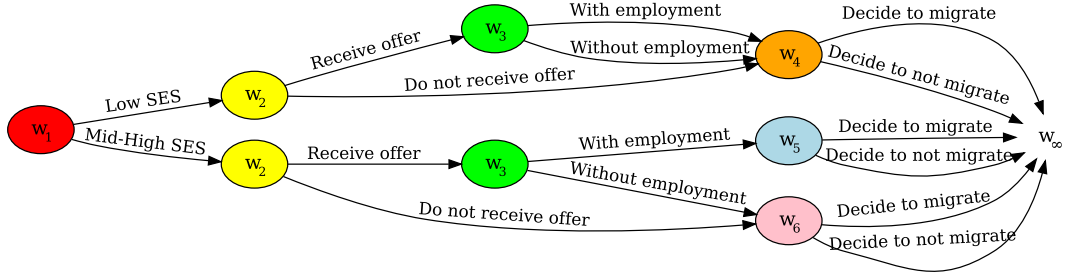 With employment
Decide to migrate
w3
Receive offer
Without employment
w4
Decide to not migrate
Low SES
w2
Do not receive offer
w1
w∞
Mid-High SES
w2
Receive offer
w3
With employment
w5
Decide to migrate
Decide to not migrate
Without employment
Do not receive offer
w6
Decide to migrate
Decide to not migrate